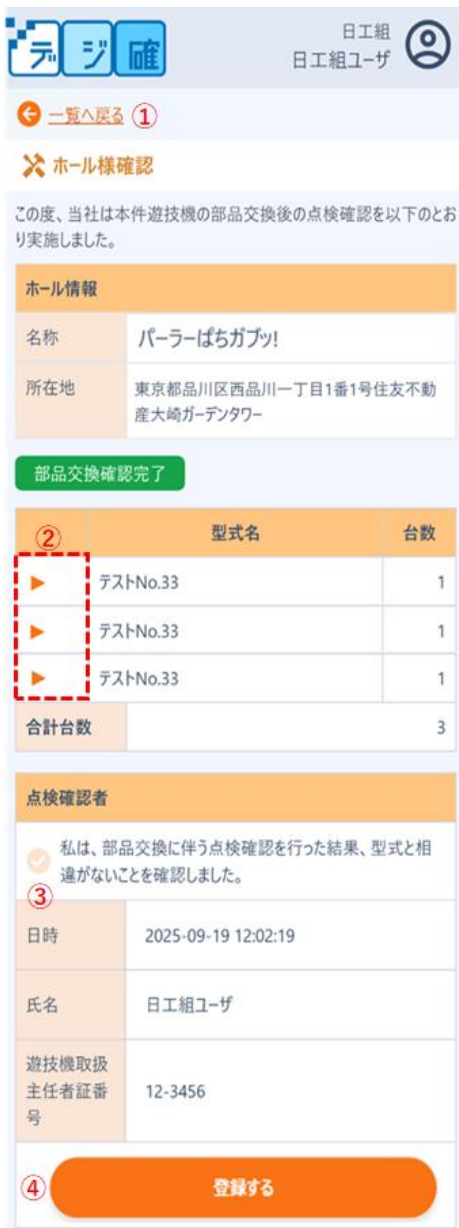 デジ確
日工組
日工組ユーザ
一覧へ戻る ①
ホール様確認
この度、当社は本件遊技機の部品交換後の点検確認を以下のとお
り実施しました。
ホール情報
名称 パーラーぱちガブッ!
所在地 東京都品川区西品川一丁目1番1号住友不動
産大崎ガーデンタワー
部品交換確認完了
② 型式名 台数
テストNo.33 1
テストNo.33 1
テストNo.33 1
合計台数 3
点検確認者
私は、部品交換に伴う点検確認を行った結果、型式と相
違がないことを確認しました。
③
日時 2025-09-19 12:02:19
氏名 日工組ユーザ
遊技機取扱
主任者証番 12-3456
号
④ 登録する